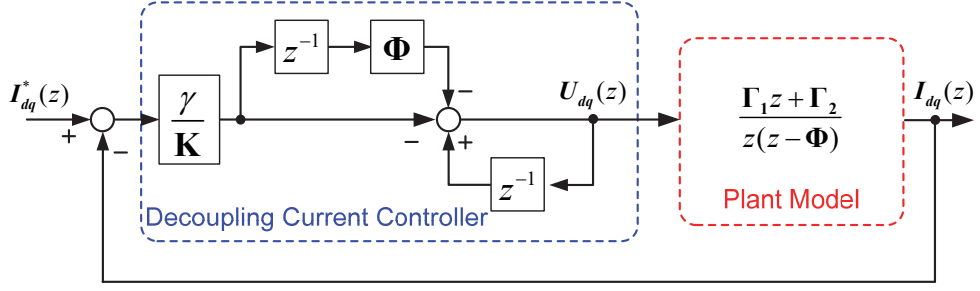 I*dq(z)
+
−
γ
K
z⁻¹
Φ
−
−
+
z⁻¹
Udq(z)
Decoupling Current Controller
Γ₁z + Γ₂
z(z − Φ)
Plant Model
Idq(z)